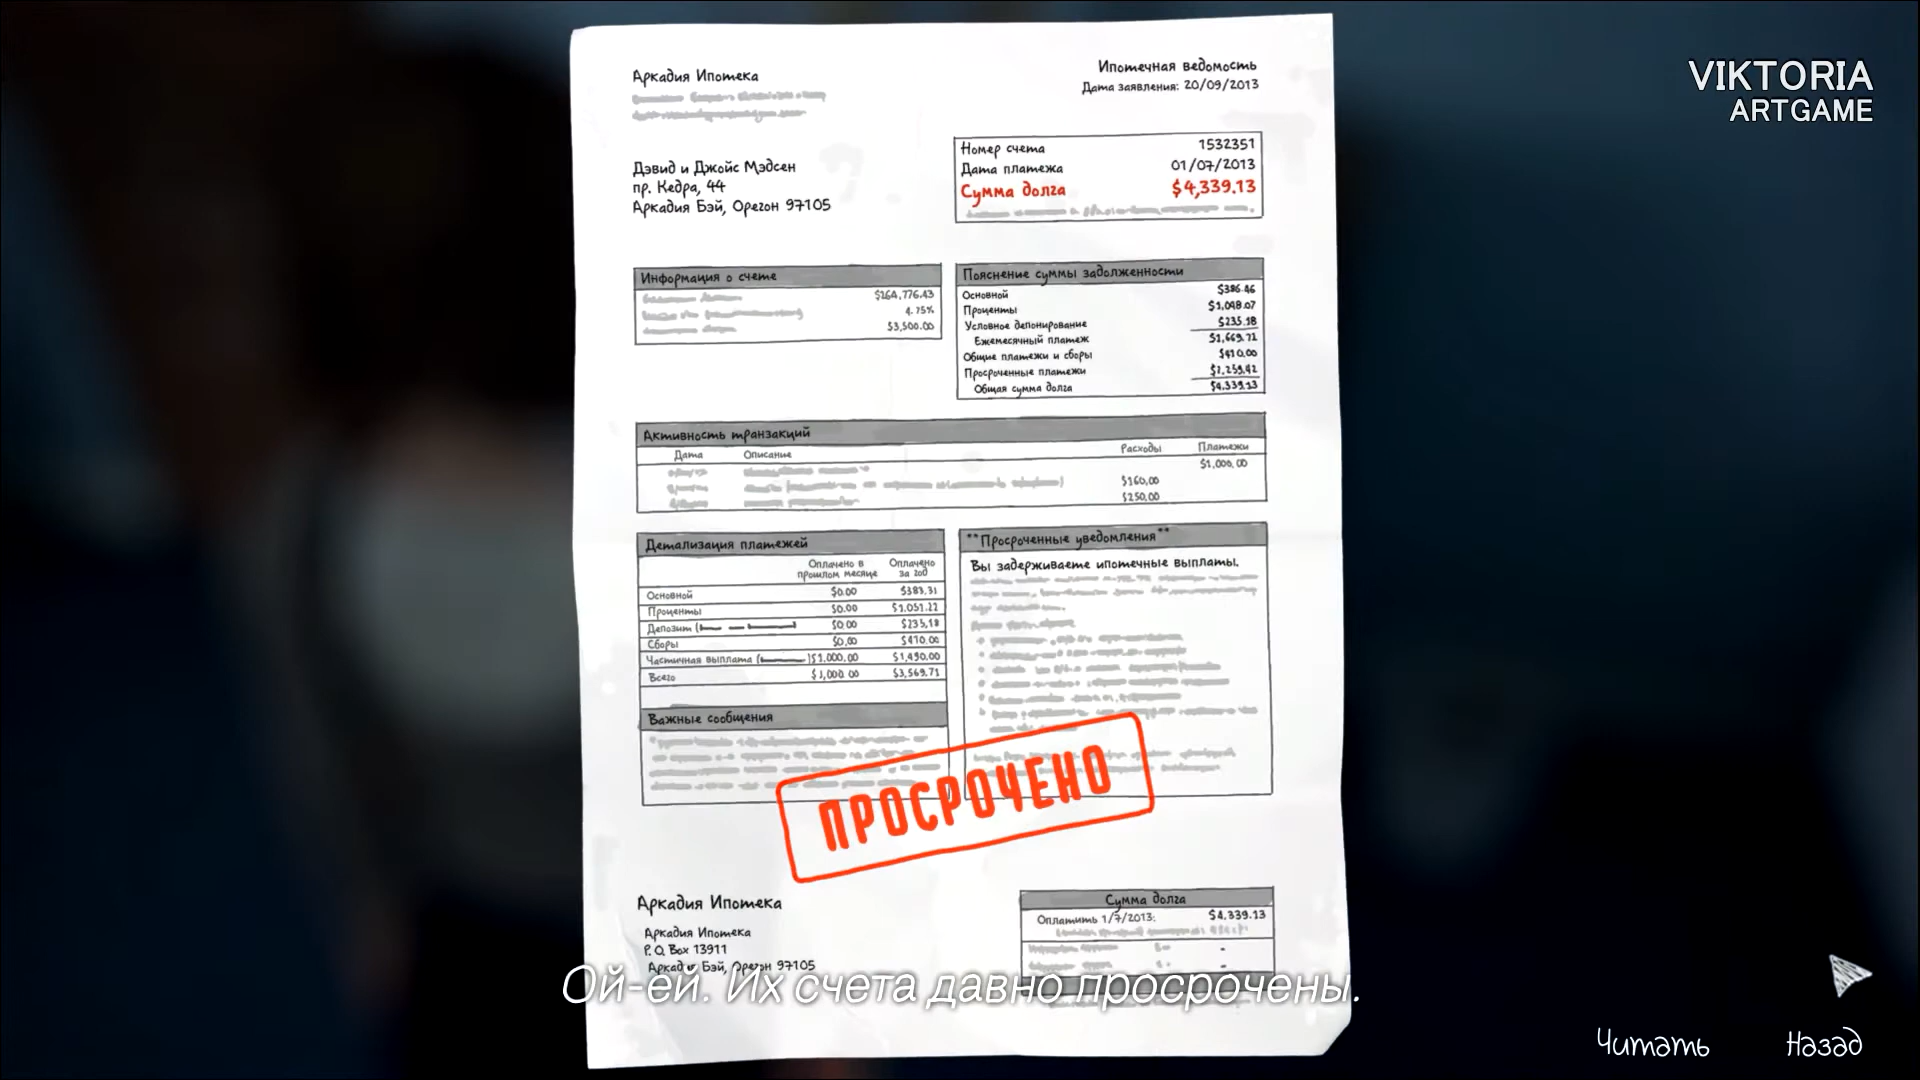 VIKTORIA
ARTGAME
Аркадия Ипотека
Ипотечная ведомость
Дата заявления: 20/09/2013
Дэвид и Джойс Мэдсен
пр. Кедра, 44
Аркадия Бэй, Орегон 97105
Номер счета 1532351
Дата платежа 01/07/2013
Сумма долга $4,339.13
Информация о счете
$264,776.43
4.75%
$3,500.00
Пояснение суммы задолженности
Основной $386.46
Проценты $1,048.07
Условное депонирование $235.18
Ежемесячный платеж $1,669.71
Общие платежи и сборы $410.00
Просроченные платежи $2,259.42
Общая сумма долга $4,339.13
Активность транзакций
Дата Описание Расходы Платежи
$1,000.00
$160.00
$250.00
Детализация платежей
Оплачено в прошлом месяце
Оплачено за год
Основной $0.00 $383.31
Проценты $0.00 $1,051.22
Депозит ( $0.00 $235,18
Сборы $0.00 $410.00
Частичная выплата ( )$1,000.00 $1,490.00
Всего $1,000.00 $3,569.71
**Просроченные уведомления**
Вы задерживаете ипотечные выплаты.
Важные сообщения
ПРОСРОЧЕНО
Аркадия Ипотека
Аркадия Ипотека
P.O. Box 13911
Аркадия Бэй, Орегон 97105
Сумма долга
Оплатить 1/7/2013: $4,339.13
Ой-ей. Их счета давно просрочены.
Читать Назад